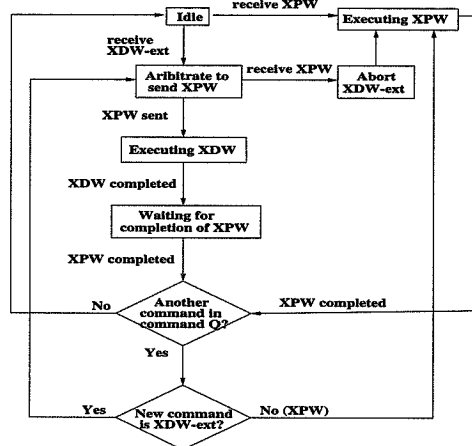 receive XPW
Idle
Executing XPW
receive
XDW-ext
receive XPW
Aribitrate to
send XPW
Abort
XDW-ext
XPW sent
Executing XDW
XDW completed
Waiting for
completion of XPW
XPW completed
No
Another
command in
command Q?
XPW completed
Yes
Yes
New command
is XDW-ext?
No (XPW)